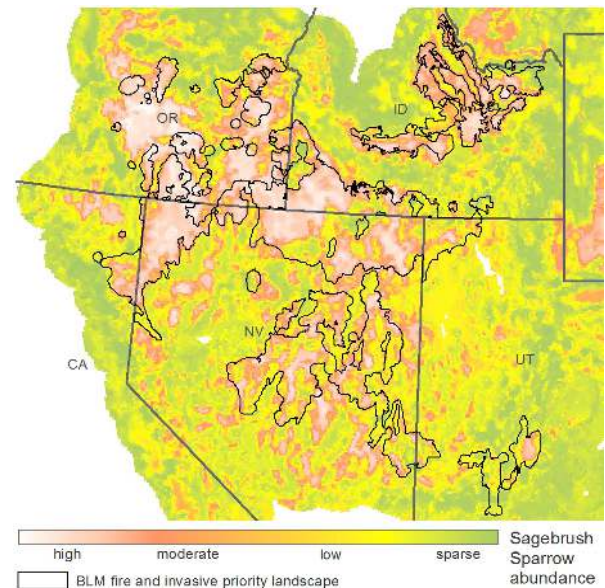 OR
ID
NV
CA
UT
high moderate low sparse
Sagebrush
Sparrow
abundance
BLM fire and invasive priority landscape